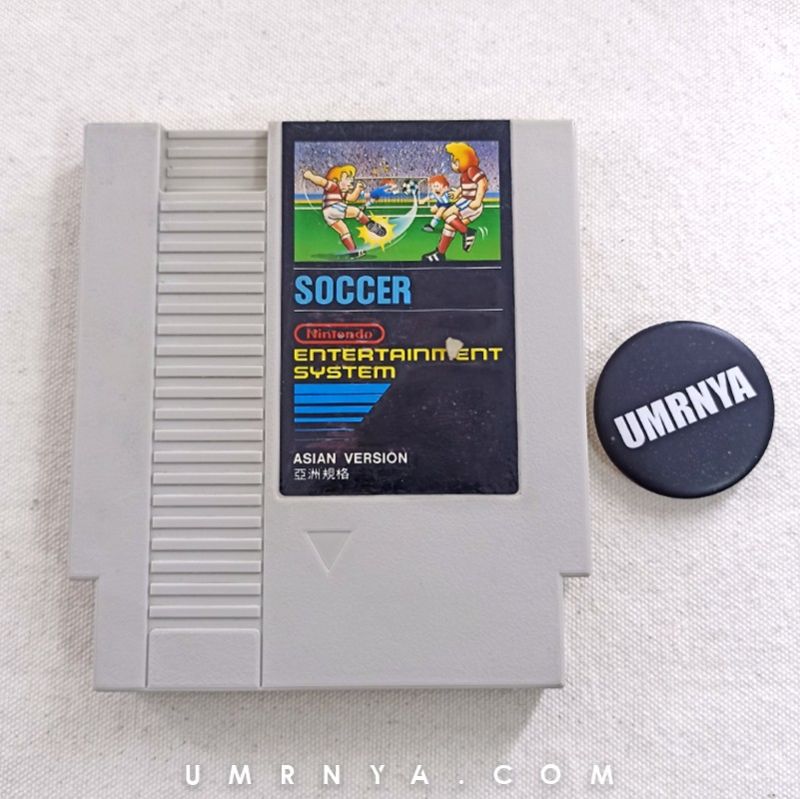 SOCCER
Nintendo
ENTERTAINMENT
SYSTEM
ASIAN VERSION
亞洲規格
UMRNYA
UMRNYA.COM